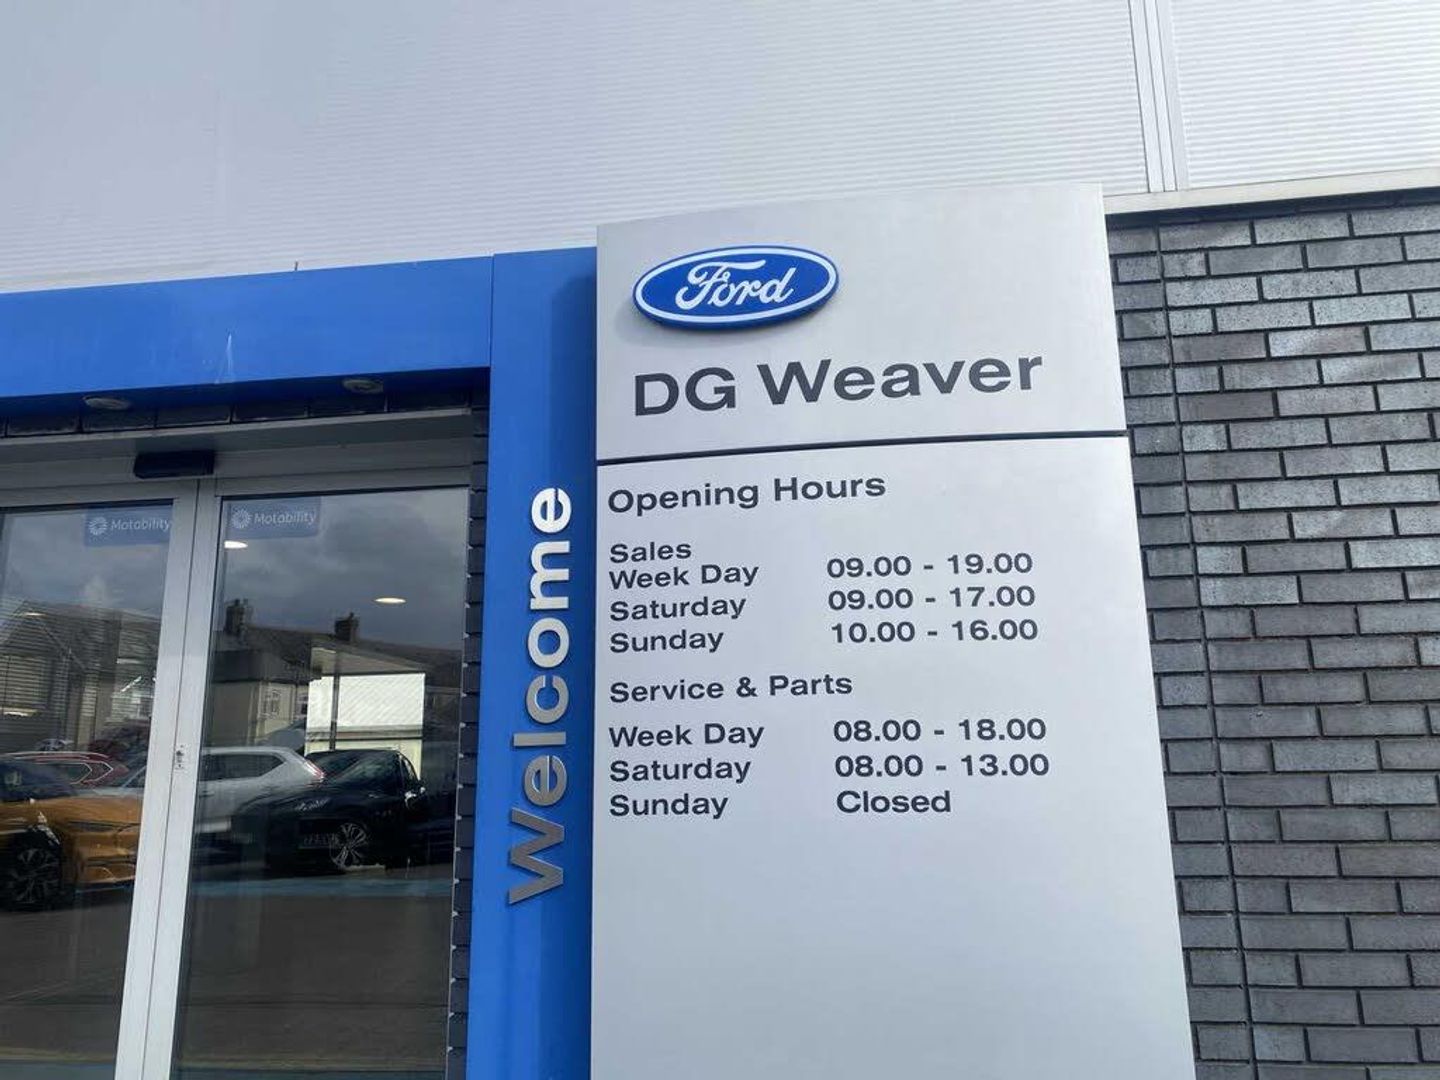 Ford
DG Weaver
Opening Hours
Sales
Week Day 09.00 - 19.00
Saturday 09.00 - 17.00
Sunday 10.00 - 16.00
Service & Parts
Week Day 08.00 - 18.00
Saturday 08.00 - 13.00
Sunday Closed
Welcome
Motability
Motability